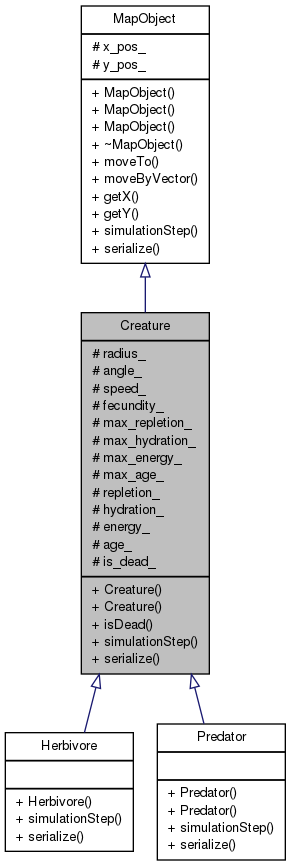 MapObject
# x_pos_
# y_pos_
+ MapObject()
+ MapObject()
+ MapObject()
+ ~MapObject()
+ moveTo()
+ moveByVector()
+ getX()
+ getY()
+ simulationStep()
+ serialize()
Creature
# radius_
# angle_
# speed_
# fecundity_
# max_repletion_
# max_hydration_
# max_energy_
# max_age_
# repletion_
# hydration_
# energy_
# age_
# is_dead_
+ Creature()
+ Creature()
+ isDead()
+ simulationStep()
+ serialize()
Herbivore
+ Herbivore()
+ simulationStep()
+ serialize()
Predator
+ Predator()
+ Predator()
+ simulationStep()
+ serialize()